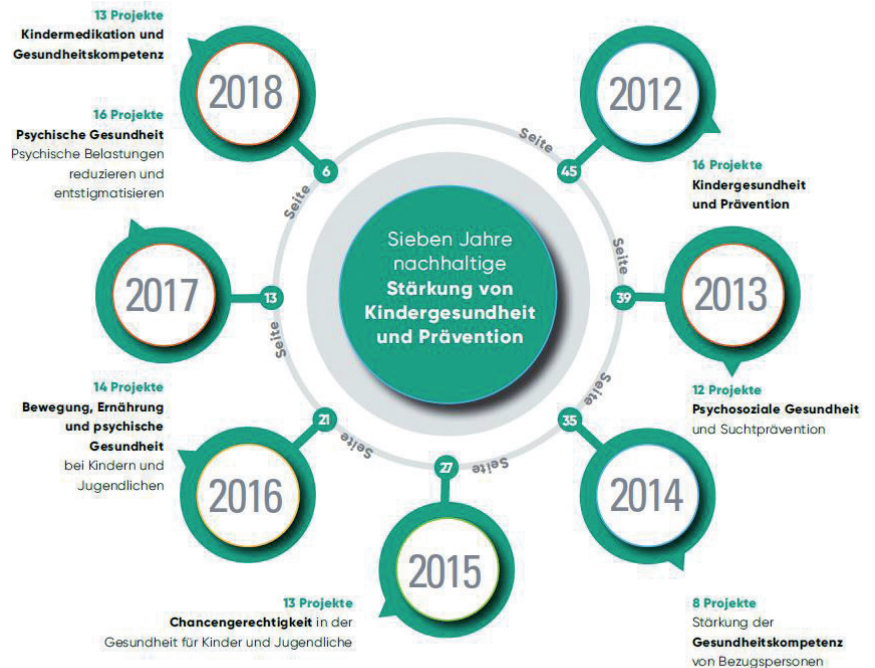 13 Projekte
Kindermedikation und
Gesundheitskompetenz
2018
6
Seite
2012
45
Seite
16 Projekte
Kindergesundheit
und Prävention
16 Projekte
Psychische Gesundheit
Psychische Belastungen
reduzieren und
entstigmatisieren
2017
13
Seite
Sieben Jahre
nachhaltige
Stärkung von
Kindergesundheit
und Prävention
Seite
39
2013
12 Projekte
Psychosoziale Gesundheit
und Suchtprävention
14 Projekte
Bewegung, Ernährung
und psychische
Gesundheit
bei Kindern und
Jugendlichen
2016
21
Seite
Seite
35
2014
8 Projekte
Stärkung der
Gesundheitskompetenz
von Bezugspersonen
27
Seite
2015
13 Projekte
Chancengerechtigkeit in der
Gesundheit für Kinder und Jugendliche